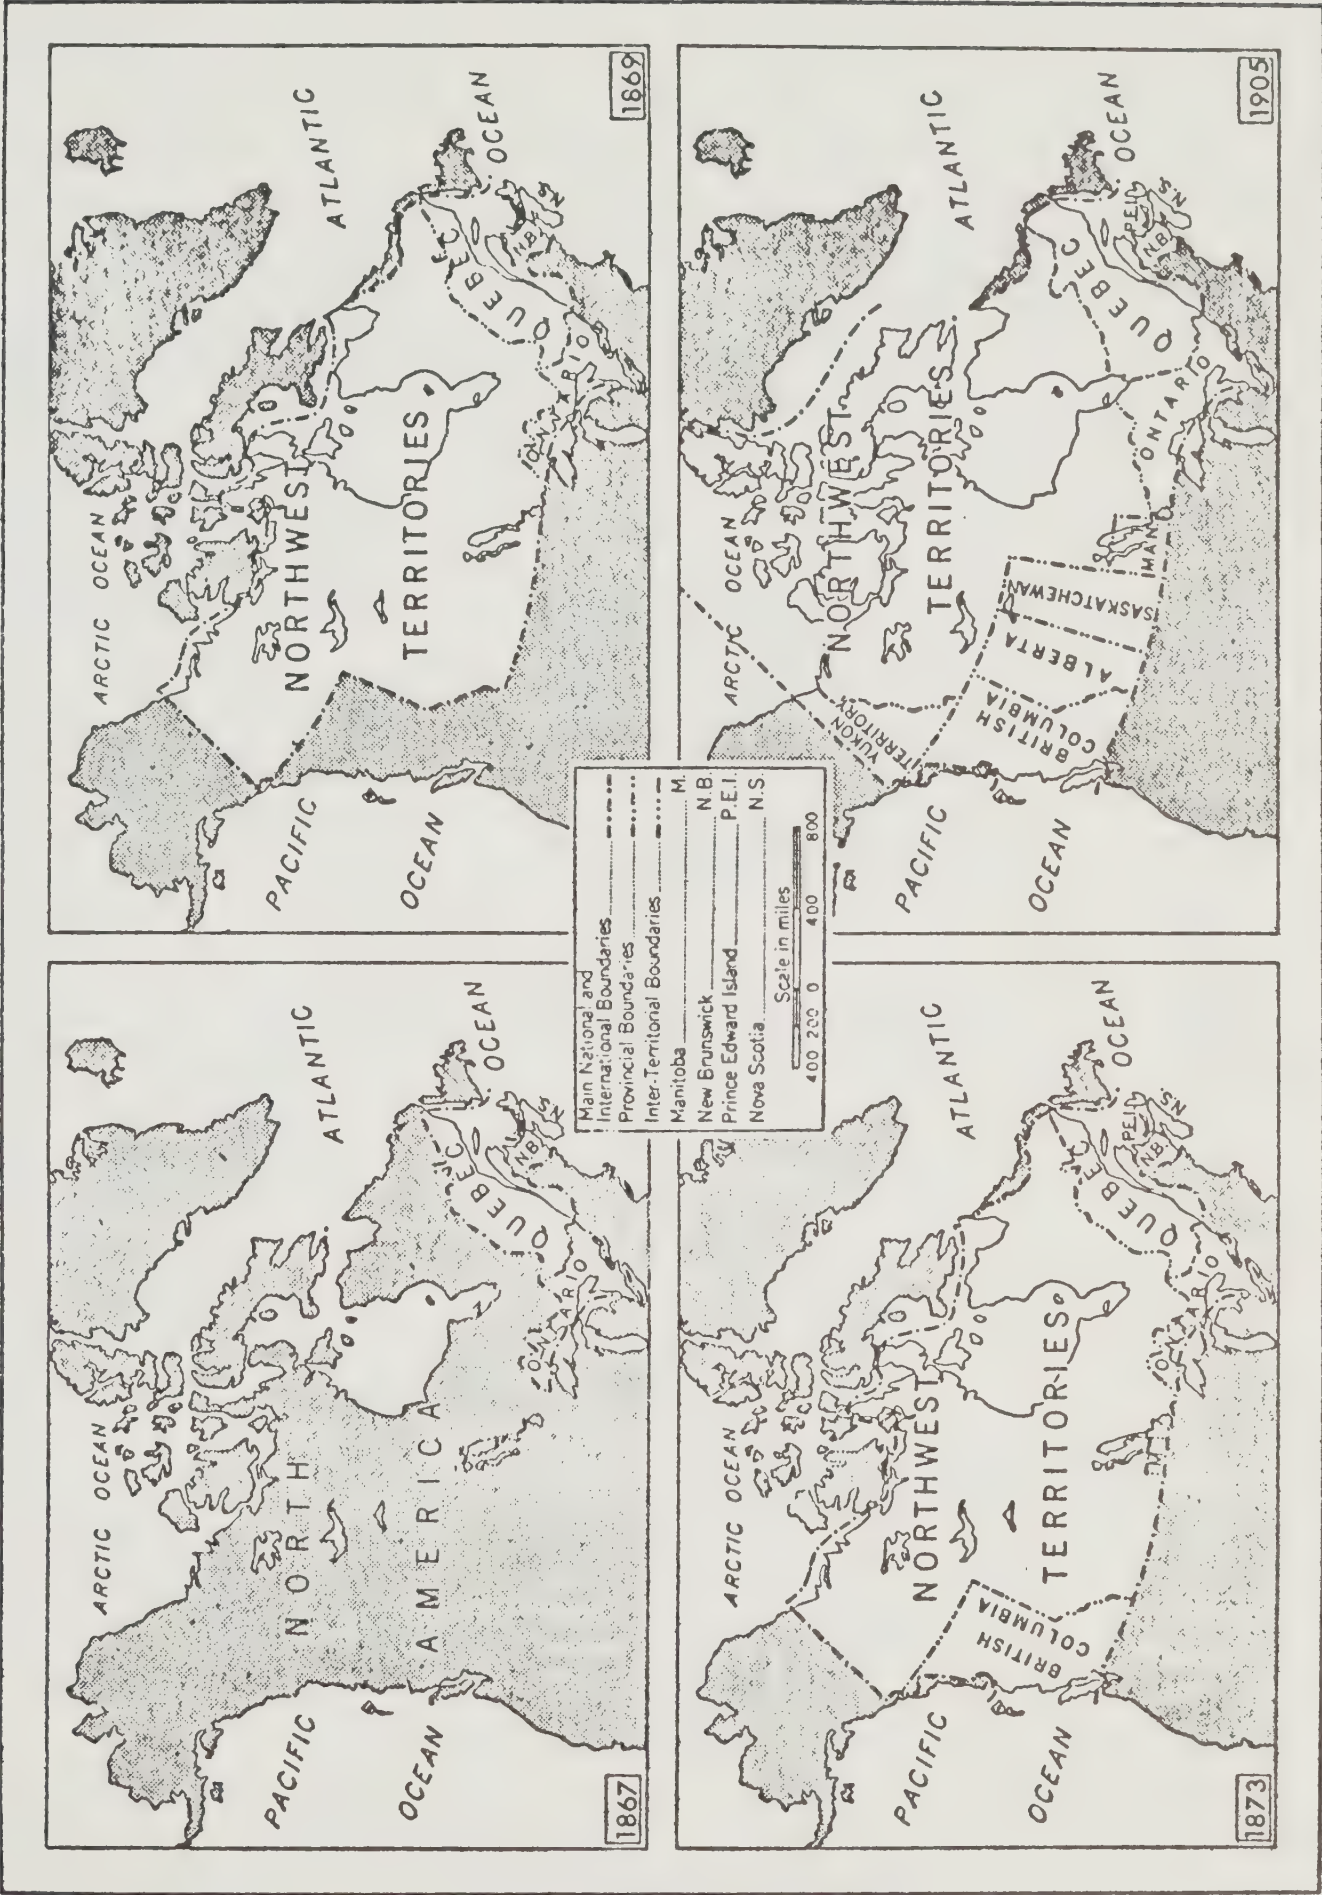 ARCTIC OCEAN
NORTH
AMERICA
ATLANTIC
OCEAN
PACIFIC
OCEAN
QUEBEC
ONTARIO
N.B.
N.S.
1867
ARCTIC OCEAN
NORTHWEST
TERRITORIES
ATLANTIC
OCEAN
PACIFIC
OCEAN
QUEBEC
ONTARIO
N.B.
N.S.
1869
Main National and
International Boundaries
Provincial Boundaries
Inter-Territorial Boundaries
Manitoba M.
New Brunswick N.B.
Prince Edward Island P.E.I.
Nova Scotia N.S.
Scale in miles
400 200 0 400 800
ARCTIC OCEAN
NORTHWEST
TERRITORIES
BRITISH
COLUMBIA
ATLANTIC
OCEAN
PACIFIC
OCEAN
QUEBEC
ONTARIO
P.E.I.
N.B.
N.S.
1873
ARCTIC OCEAN
NORTHWEST
TERRITORIES
YUKON
TERRITORY
BRITISH
COLUMBIA
ALBERTA
SASKATCHEWAN
MANT.
ONTARIO
QUEBEC
P.E.I.
N.B.
N.S.
ATLANTIC
OCEAN
PACIFIC
OCEAN
1905